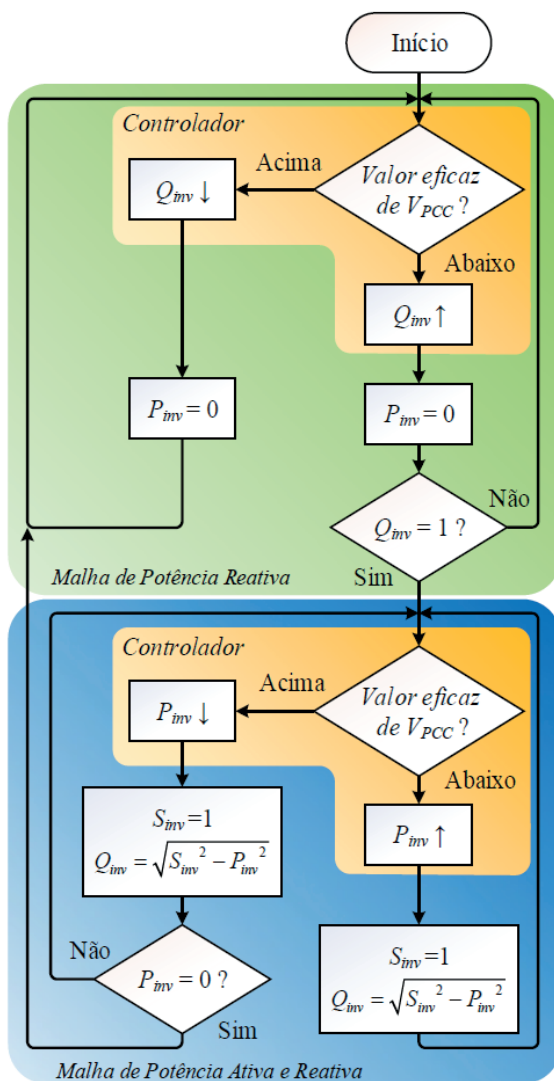 Início
Controlador
Acima
Valor eficaz
de V_PCC ?
Q_inv ↓
Abaixo
Q_inv ↑
P_inv = 0
P_inv = 0
Não
Q_inv = 1 ?
Sim
Malha de Potência Reativa
Controlador
Acima
Valor eficaz
de V_PCC ?
P_inv ↓
Abaixo
P_inv ↑
S_inv=1
Q_inv = √(S_inv² − P_inv²)
Não
P_inv = 0 ?
Sim
S_inv=1
Q_inv = √(S_inv² − P_inv²)
Malha de Potência Ativa e Reativa